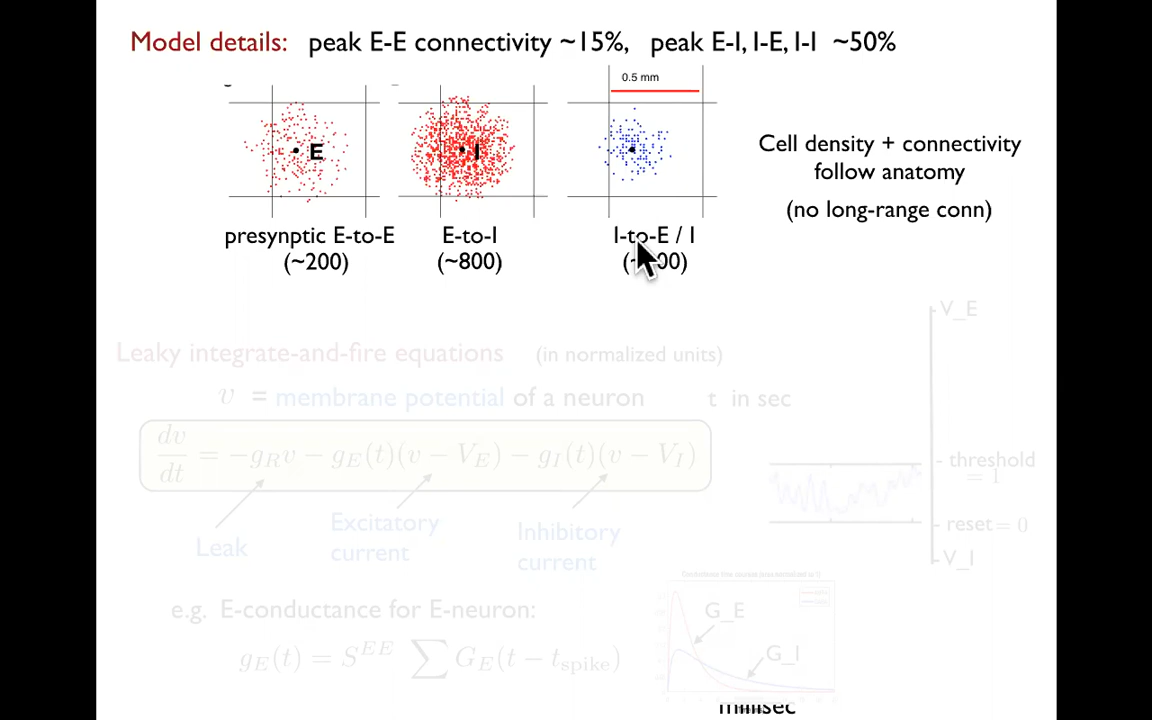 Model details: peak E-E connectivity ~15%, peak E-I, I-E, I-I ~50%
0.5 mm
E
I
Cell density + connectivity
follow anatomy
(no long-range conn)
presynptic E-to-E
(~200)
E-to-I
(~800)
I-to-E / I
V_E
Leaky integrate-and-fire equations (in normalized units)
v = membrane potential of a neuron t in sec
dv/dt = -g_R v - g_E(t)(v - V_E) - g_I(t)(v - V_I)
threshold
= 1
reset = 0
V_I
Leak
Excitatory
current
Inhibitory
current
e.g. E-conductance for E-neuron:
g_E(t) = S^{EE} ∑ G_E(t - t_spike)
G_E
G_I
millisec